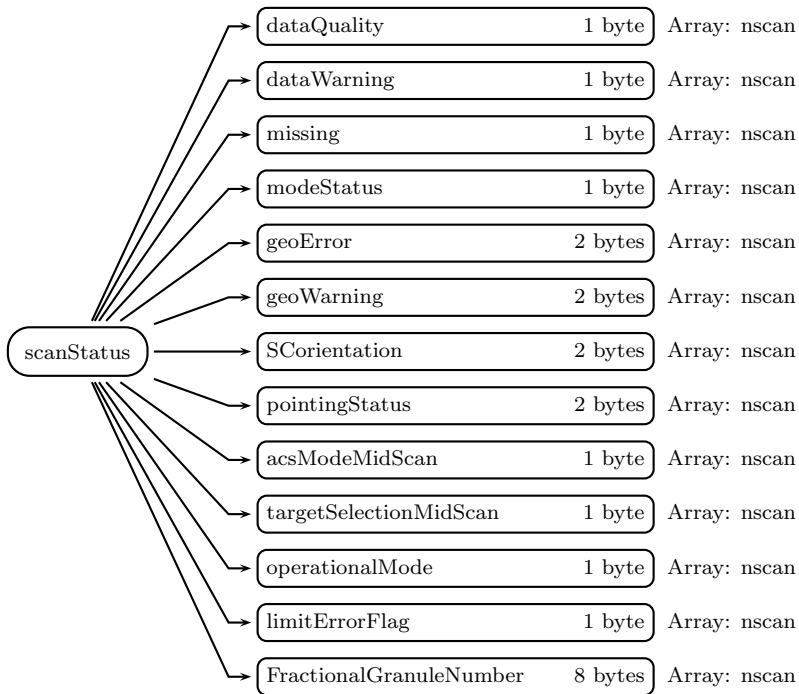 dataQuality 1 byte Array: nscan
dataWarning 1 byte Array: nscan
missing 1 byte Array: nscan
modeStatus 1 byte Array: nscan
geoError 2 bytes Array: nscan
geoWarning 2 bytes Array: nscan
scanStatus SCorientation 2 bytes Array: nscan
pointingStatus 2 bytes Array: nscan
acsModeMidScan 1 byte Array: nscan
targetSelectionMidScan 1 byte Array: nscan
operationalMode 1 byte Array: nscan
limitErrorFlag 1 byte Array: nscan
FractionalGranuleNumber 8 bytes Array: nscan